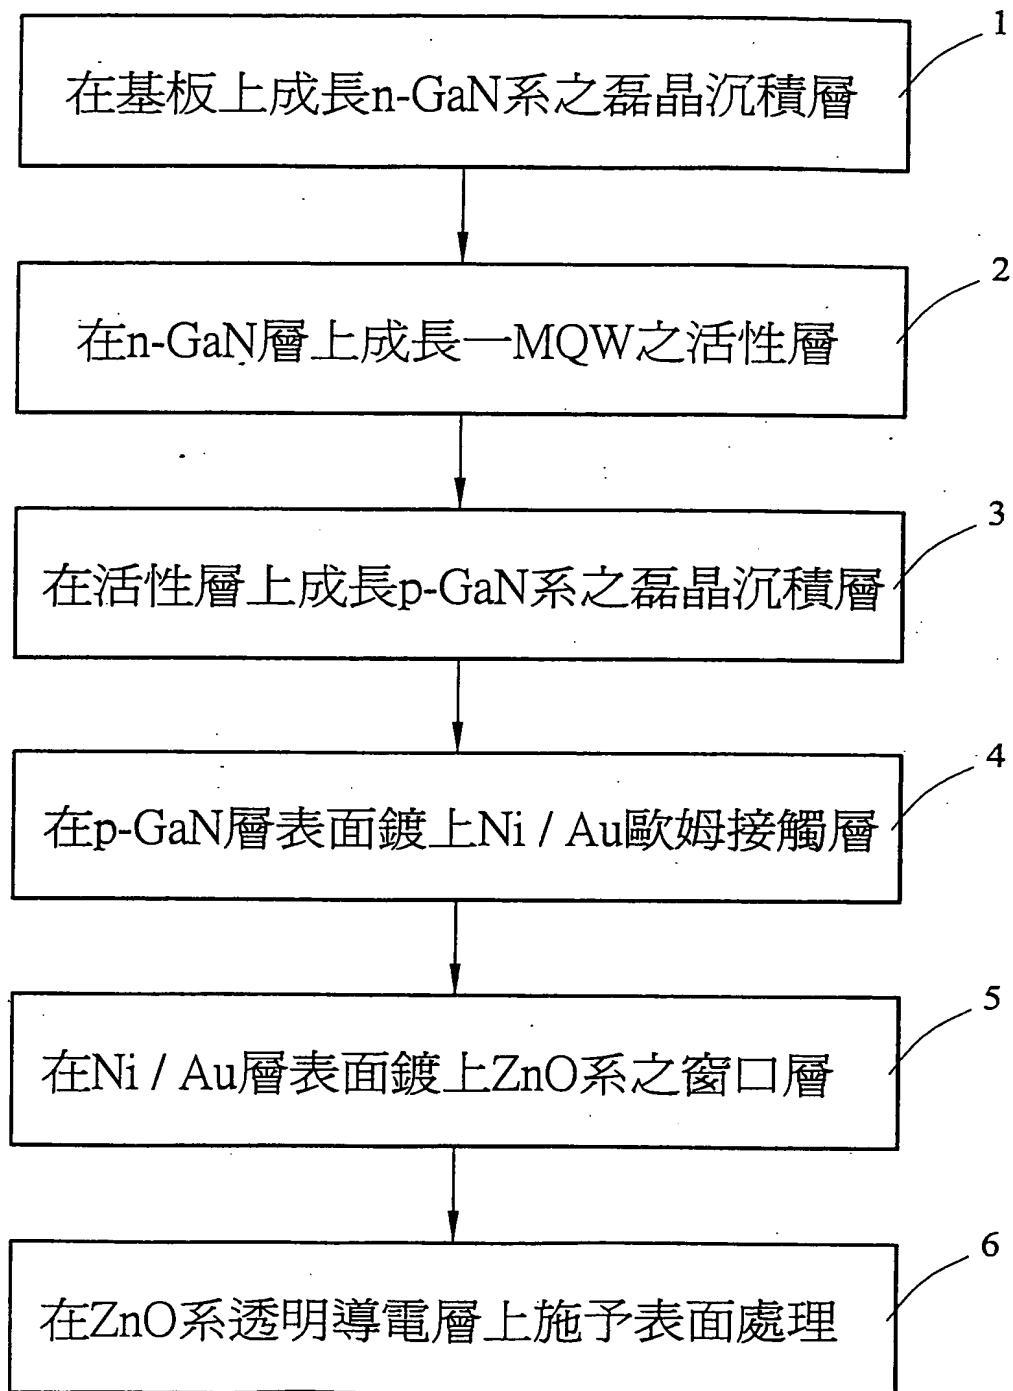 1
在基板上成長n-GaN系之磊晶沉積層
2
在n-GaN層上成長一MQW之活性層
3
在活性層上成長p-GaN系之磊晶沉積層
4
在p-GaN層表面鍍上Ni / Au歐姆接觸層
5
在Ni / Au層表面鍍上ZnO系之窗口層
6
在ZnO系透明導電層上施予表面處理